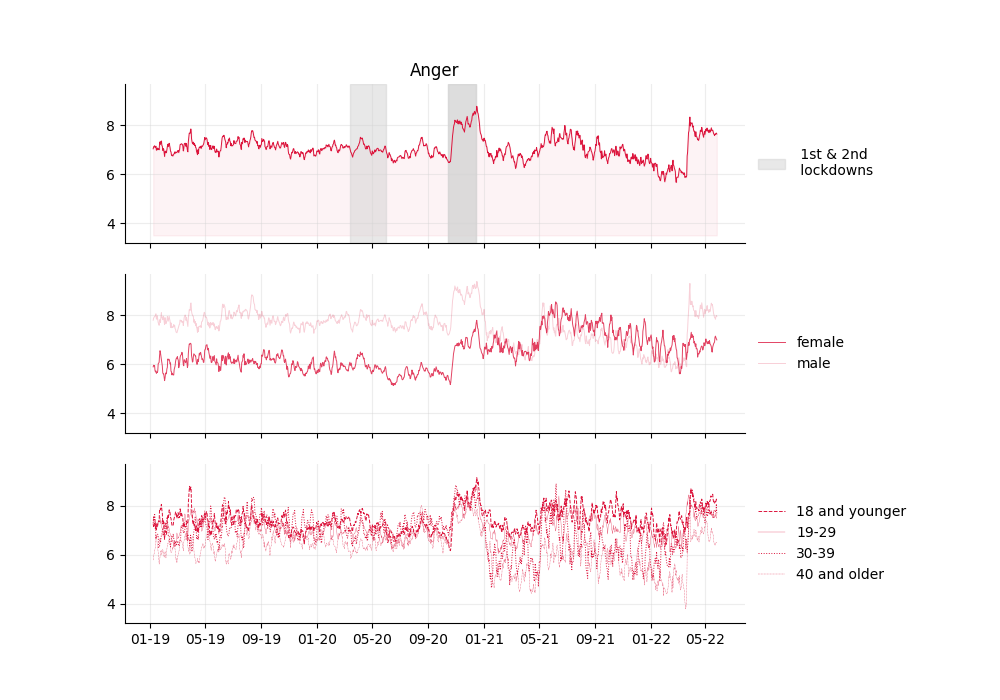 Anger
8
6
4
1st & 2nd
lockdowns
8
6
4
female
male
8
6
4
18 and younger
19-29
30-39
40 and older
01-19 05-19 09-19 01-20 05-20 09-20 01-21 05-21 09-21 01-22 05-22